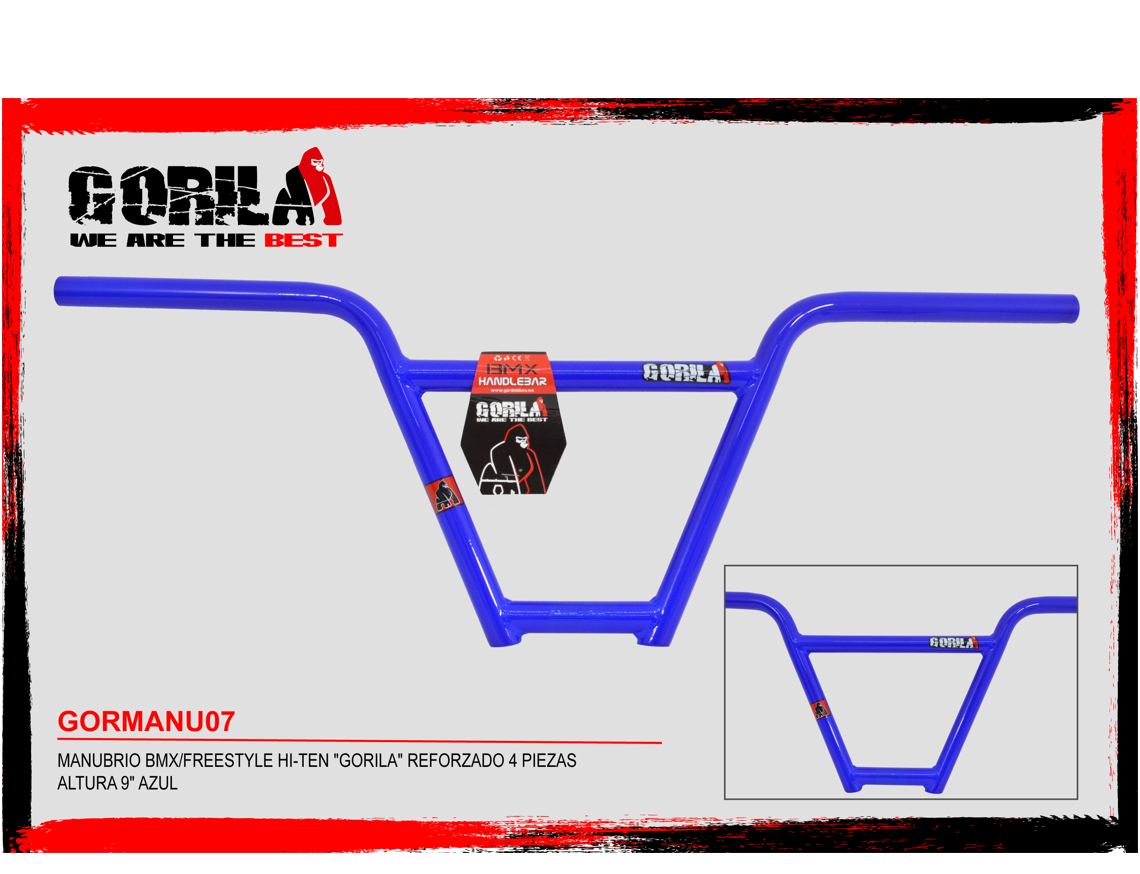 GORILA
WE ARE THE BEST
GORILA
BMX
HANDLEBAR
GORILA
WE ARE THE BEST
GORILA
GORMANU07
MANUBRIO BMX/FREESTYLE HI-TEN "GORILA" REFORZADO 4 PIEZAS
ALTURA 9" AZUL